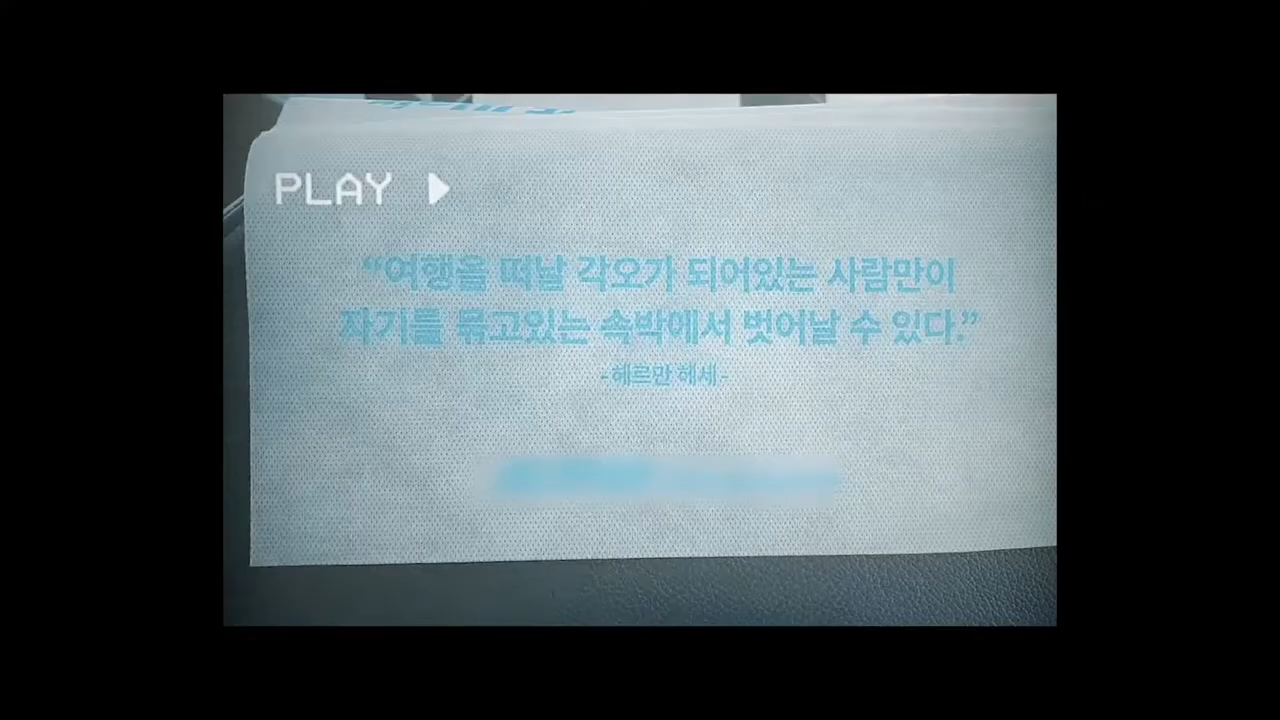 PLAY
“여행을 떠날 각오가 되어있는 사람만이
자기를 묶고있는 속박에서 벗어날 수 있다.”
-헤르만 헤세-